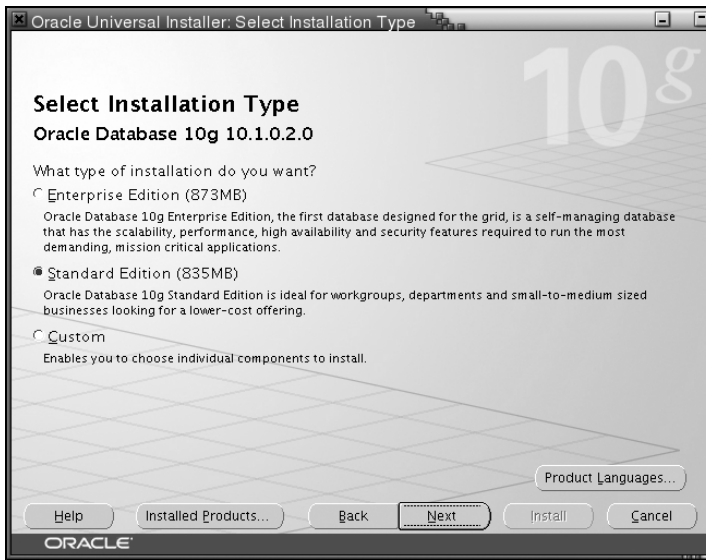 Oracle Universal Installer: Select Installation Type
10g
Select Installation Type
Oracle Database 10g 10.1.0.2.0
What type of installation do you want?
Enterprise Edition (873MB)
Oracle Database 10g Enterprise Edition, the first database designed for the grid, is a self-managing database
that has the scalability, performance, high availability and security features required to run the most
demanding, mission critical applications.
Standard Edition (835MB)
Oracle Database 10g Standard Edition is ideal for workgroups, departments and small-to-medium sized
businesses looking for a lower-cost offering.
Custom
Enables you to choose individual components to install.
Product Languages...
Help Installed Products... Back Next Install Cancel
ORACLE